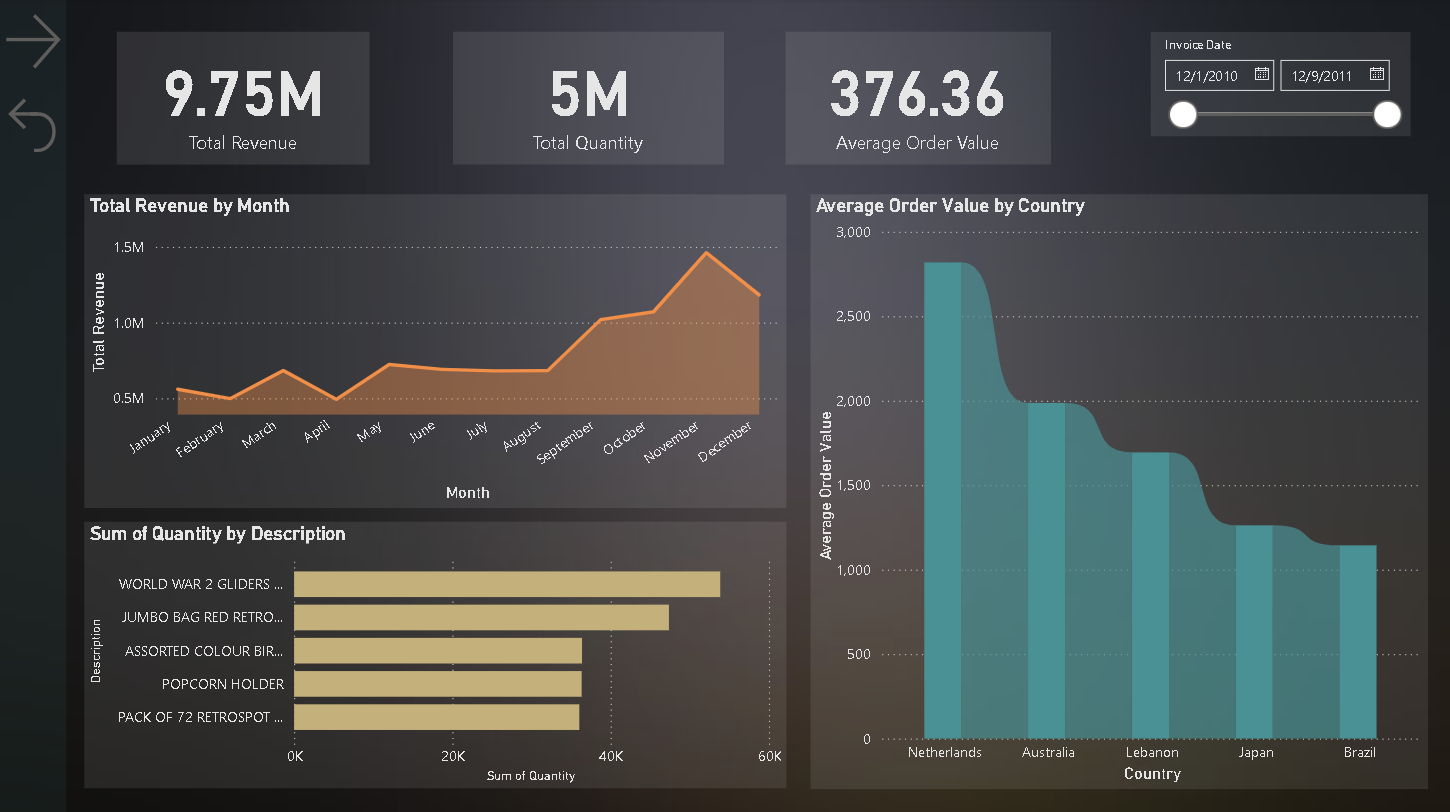 9.75M
Total Revenue
5M
Total Quantity
376.36
Average Order Value
Invoice Date
12/1/2010
12/9/2011
Total Revenue by Month
Total Revenue
1.5M
1.0M
0.5M
January
February
March
April
May
June
July
August
September
October
November
December
Month
Sum of Quantity by Description
Description
WORLD WAR 2 GLIDERS ...
JUMBO BAG RED RETRO...
ASSORTED COLOUR BIR...
POPCORN HOLDER
PACK OF 72 RETROSPOT ...
0K
20K
40K
60K
Sum of Quantity
Average Order Value by Country
Average Order Value
3,000
2,500
2,000
1,500
1,000
500
0
Netherlands
Australia
Lebanon
Japan
Brazil
Country